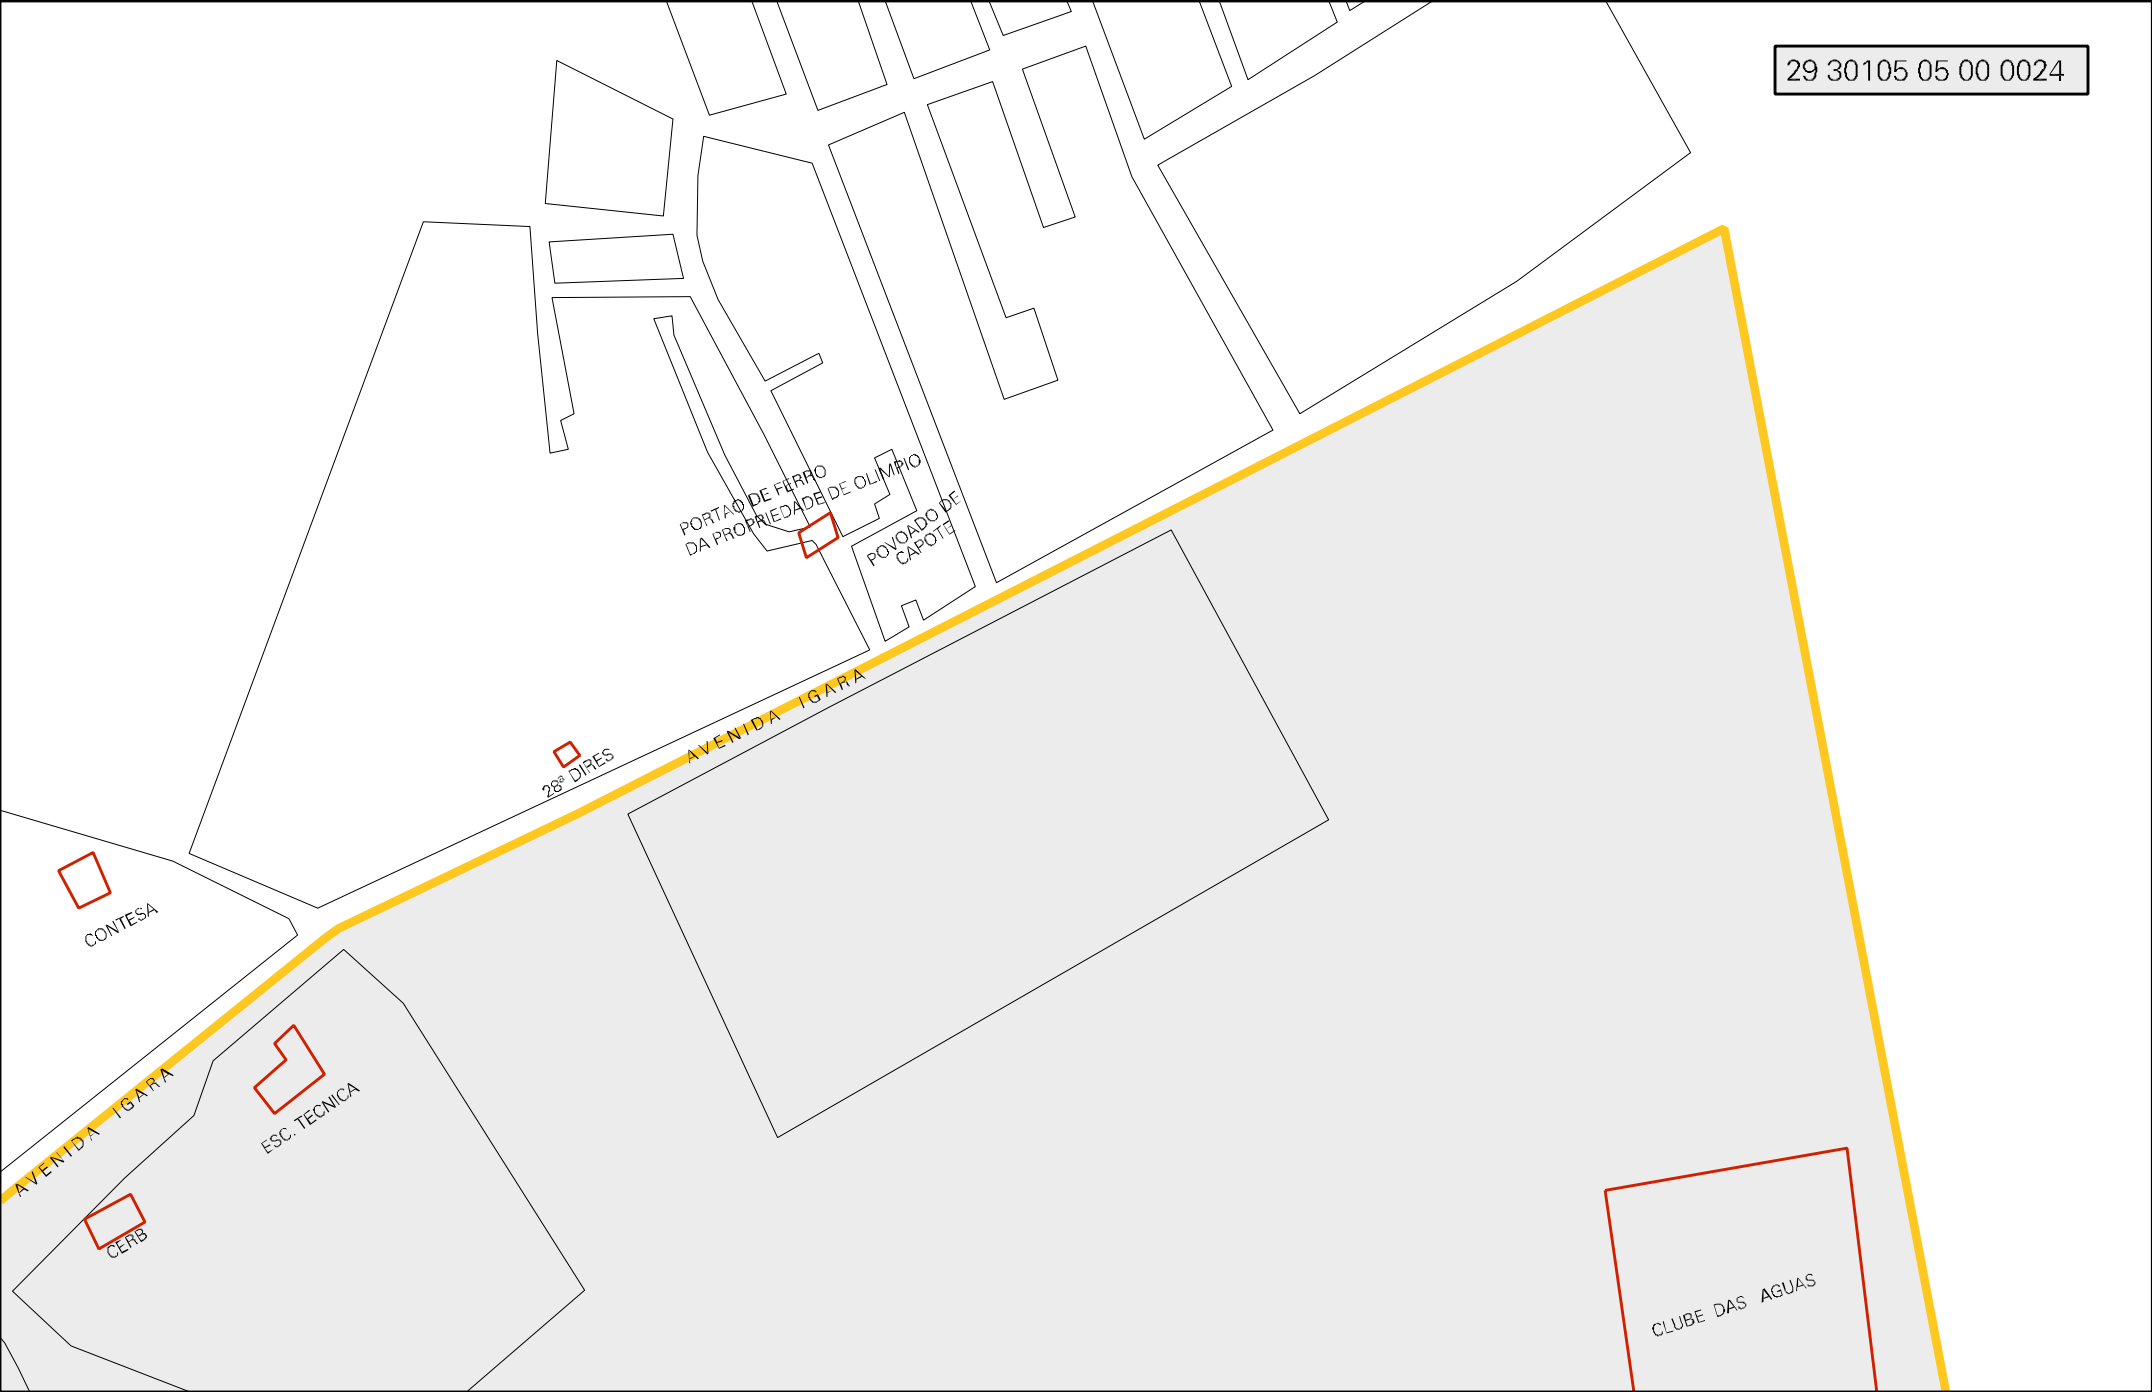 29 30105 05 00 0024
PORTAO DE FERRO
DA PROPRIEDADE DE OLIMPIO
POVOADO DE
CAPOTE
AVENIDA IGARA
28ª DIRES
CONTESA
AVENIDA IGARA
ESC. TECNICA
CERB
CLUBE DAS AGUAS